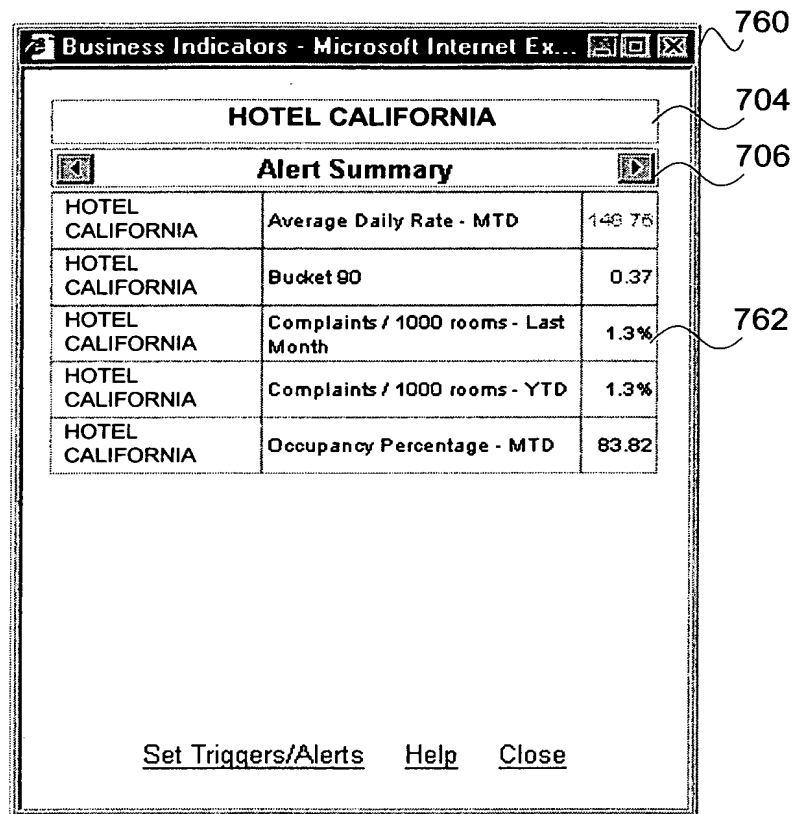 Business Indicators - Microsoft Internet Ex...
760
HOTEL CALIFORNIA
704
Alert Summary
706
HOTEL CALIFORNIA Average Daily Rate - MTD
HOTEL CALIFORNIA Bucket 90 0.37
HOTEL CALIFORNIA Complaints / 1000 rooms - Last Month 1.3%
762
HOTEL CALIFORNIA Complaints / 1000 rooms - YTD 1.3%
HOTEL CALIFORNIA Occupancy Percentage - MTD 83.82
Set Triggers/Alerts Help Close